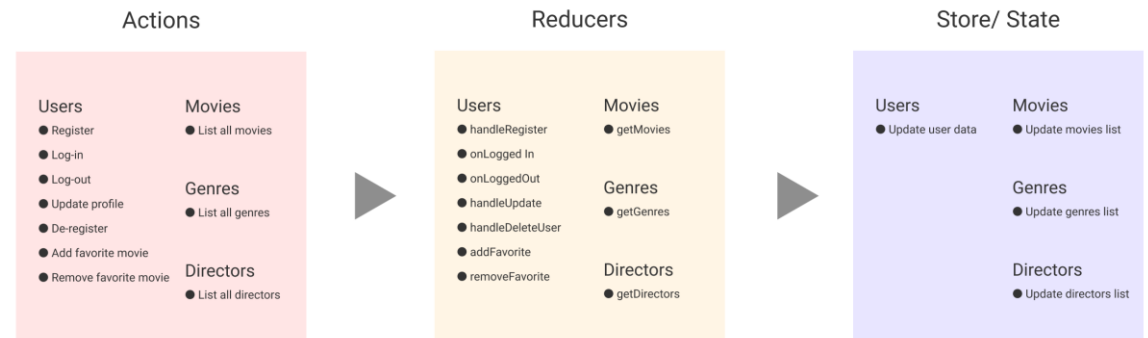 Actions
Users
Register
Log-in
Log-out
Update profile
De-register
Add favorite movie
Remove favorite movie
Movies
List all movies
Genres
List all genres
Directors
List all directors
Reducers
Users
handleRegister
onLogged In
onLoggedOut
handleUpdate
handleDeleteUser
addFavorite
removeFavorite
Movies
getMovies
Genres
getGenres
Directors
getDirectors
Store/ State
Users
Update user data
Movies
Update movies list
Genres
Update genres list
Directors
Update directors list